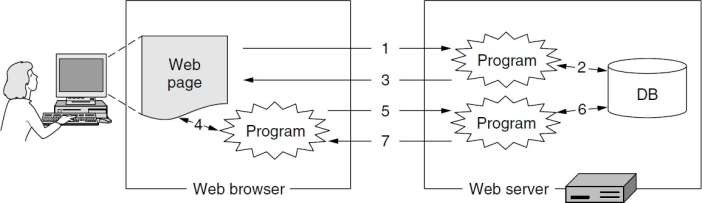 Web
page
1
Program
2
3
DB
5
Program
6
4
Program
7
Web browser
Web server